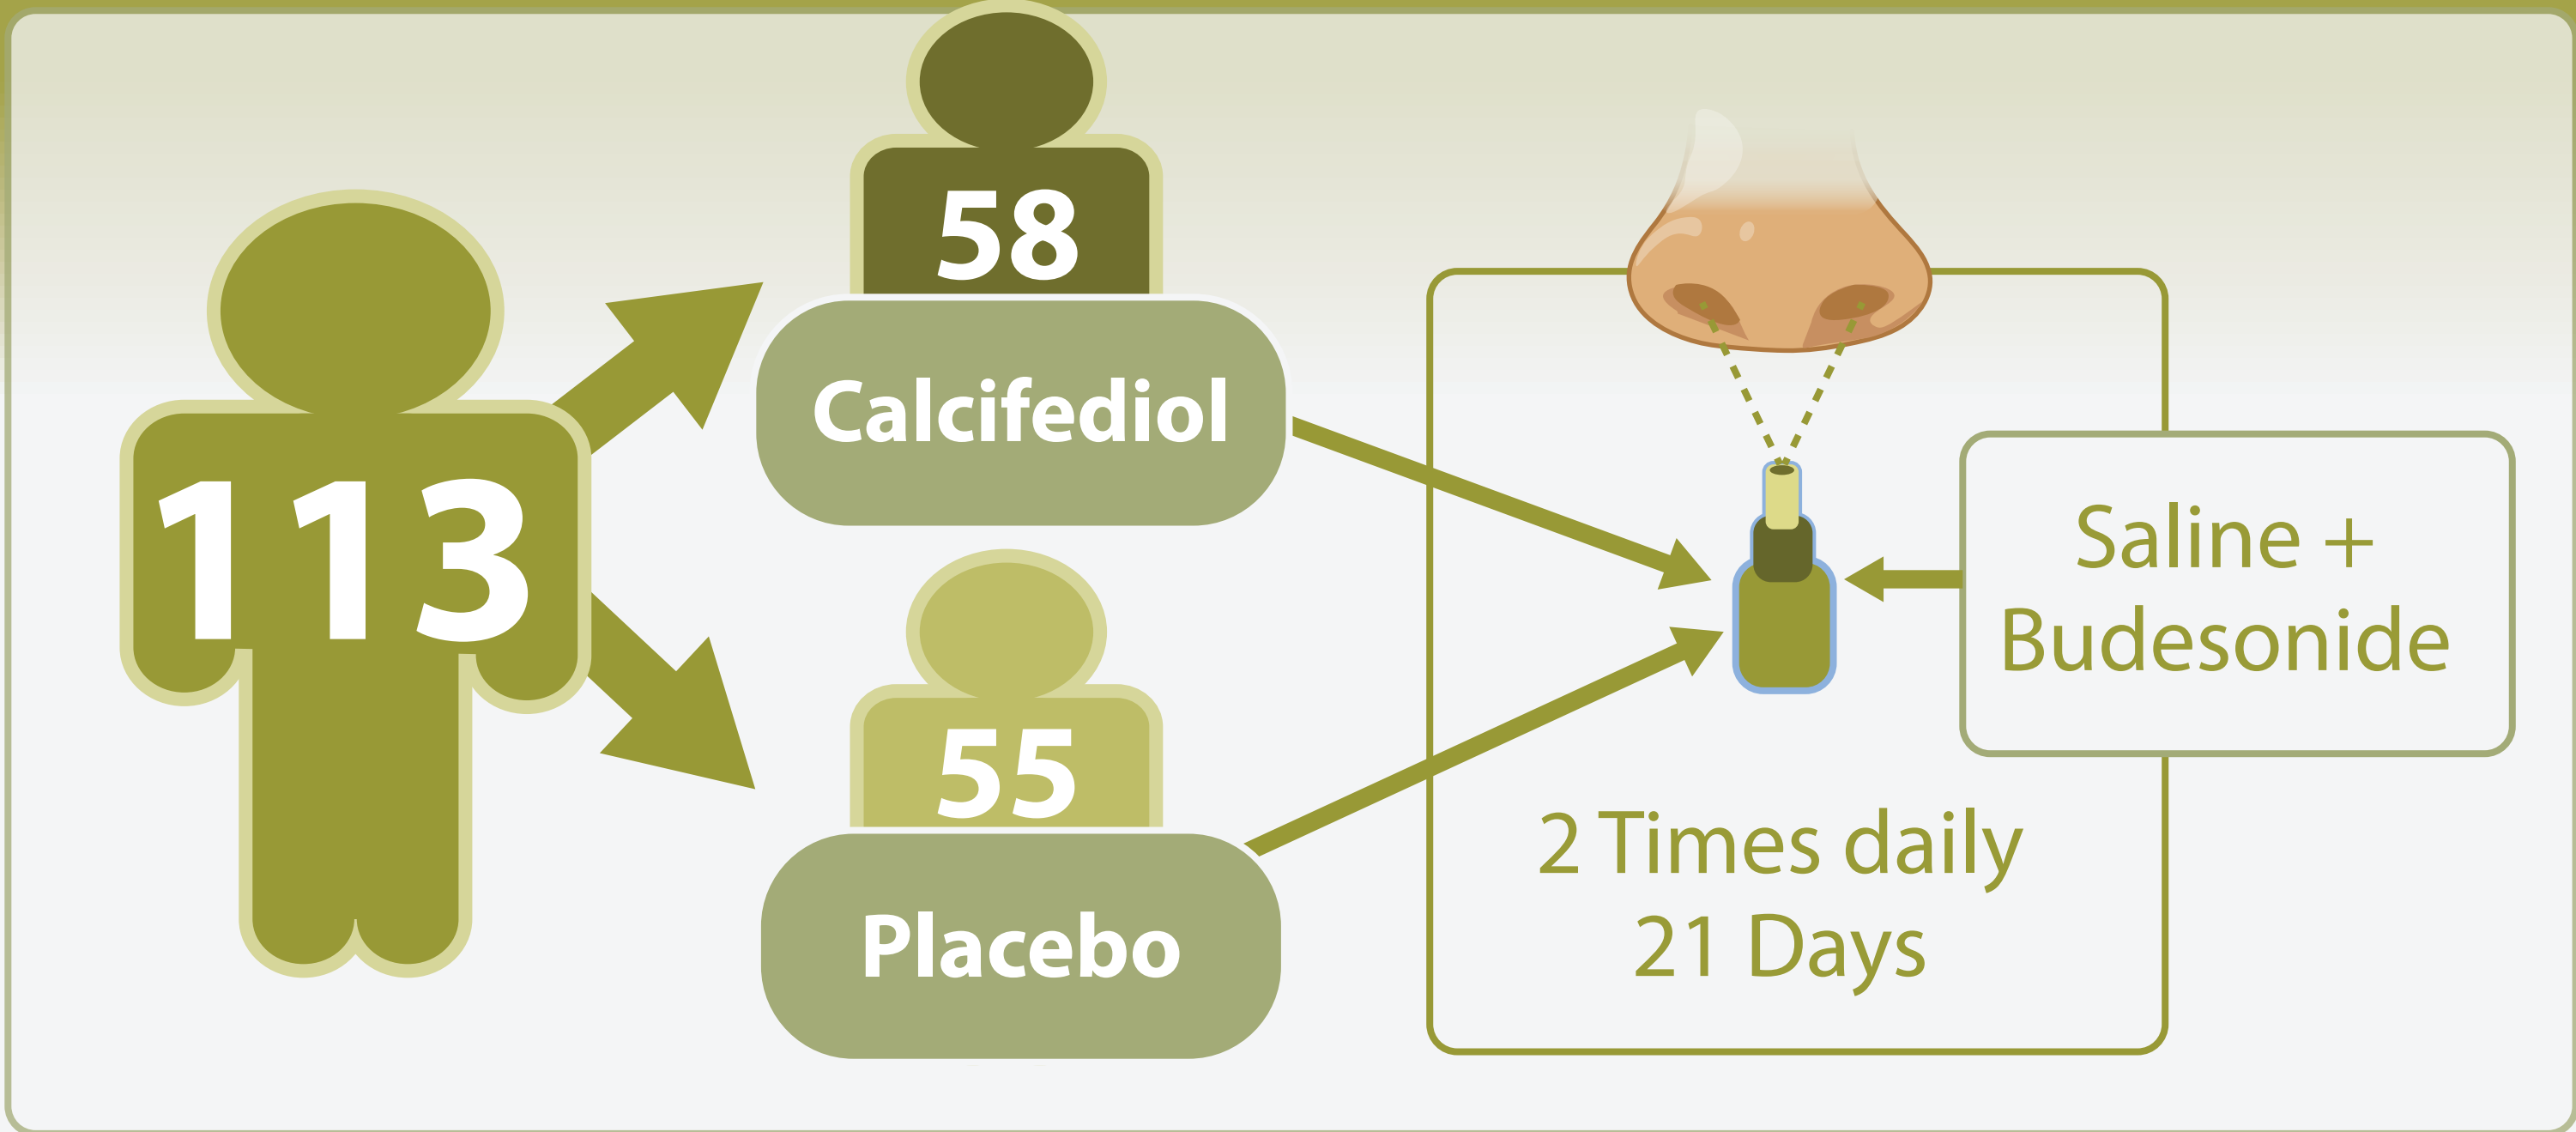 113
58
Calcifediol
55
Placebo
Saline +
Budesonide
2 Times daily
21 Days